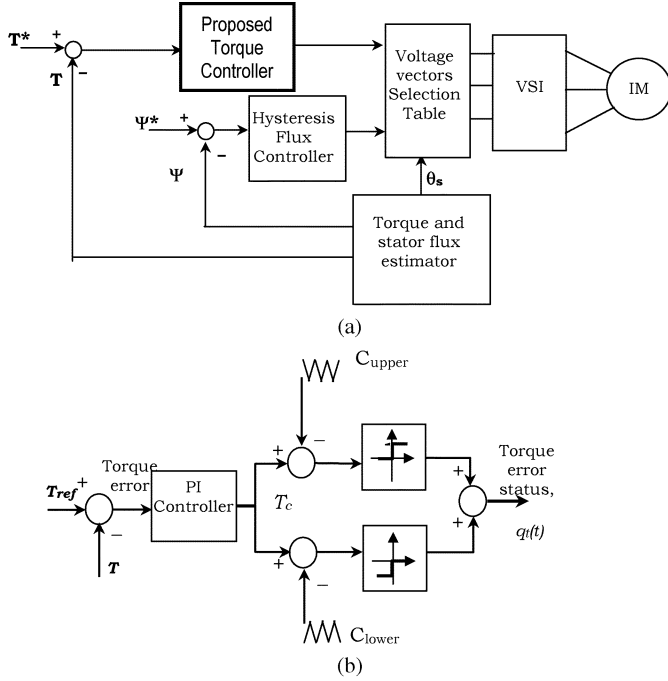 T*
+
−
T
Proposed
Torque
Controller
Ψ*
+
−
Ψ
Hysteresis
Flux
Controller
Voltage
vectors
Selection
Table
VSI
IM
θs
Torque and
stator flux
estimator
(a)
Cupper
Torque
error
Tref
+
−
T
PI
Controller
Tc
+
−
+
−
+
+
Torque
error
status,
qt(t)
Clower
(b)